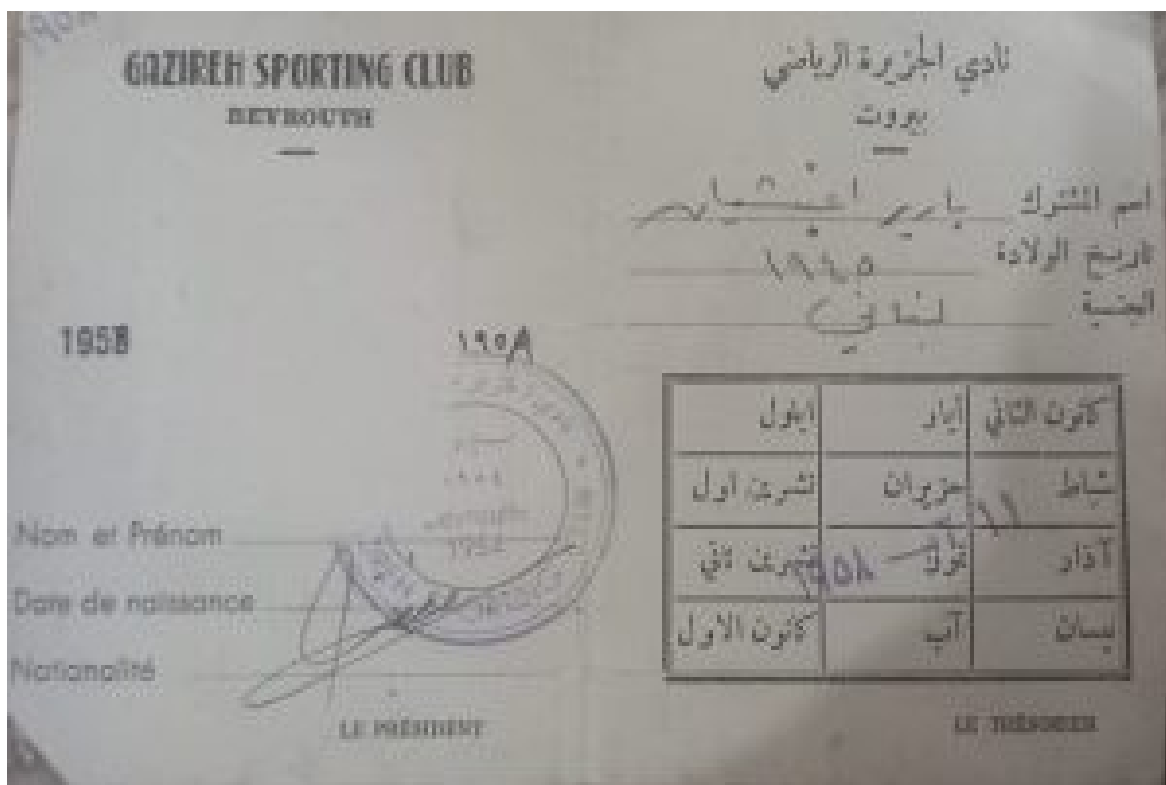 GAZIREH SPORTING CLUB
BEYROUTH
1958
١٩٥٨
1954
Nom et Prénom
Date de naissance
Nationalité
LE PRÉSIDENT
نادي الجزيرة الرياضي
بيروت
اسم المشترك
تاريخ الولادة ١٩٤٥
الجنسية لبناني
كانون الثاني أيار ايلول
شباط حزيران تشرين اول
آذار تموز تشرين ثاني
نيسان آب كانون الاول
LE TRÉSORIER